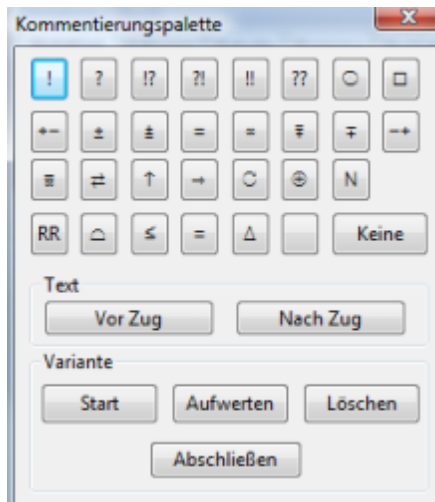 Kommentierungspalette
! ? !? ?! !! ?? ○ □
+− ± ⩲ = ≈ ⩱ ∓ −+
⇄ ↑ → N
RR ⌓ ≤ = Δ Keine
Text
Vor Zug Nach Zug
Variante
Start Aufwerten Löschen
Abschließen